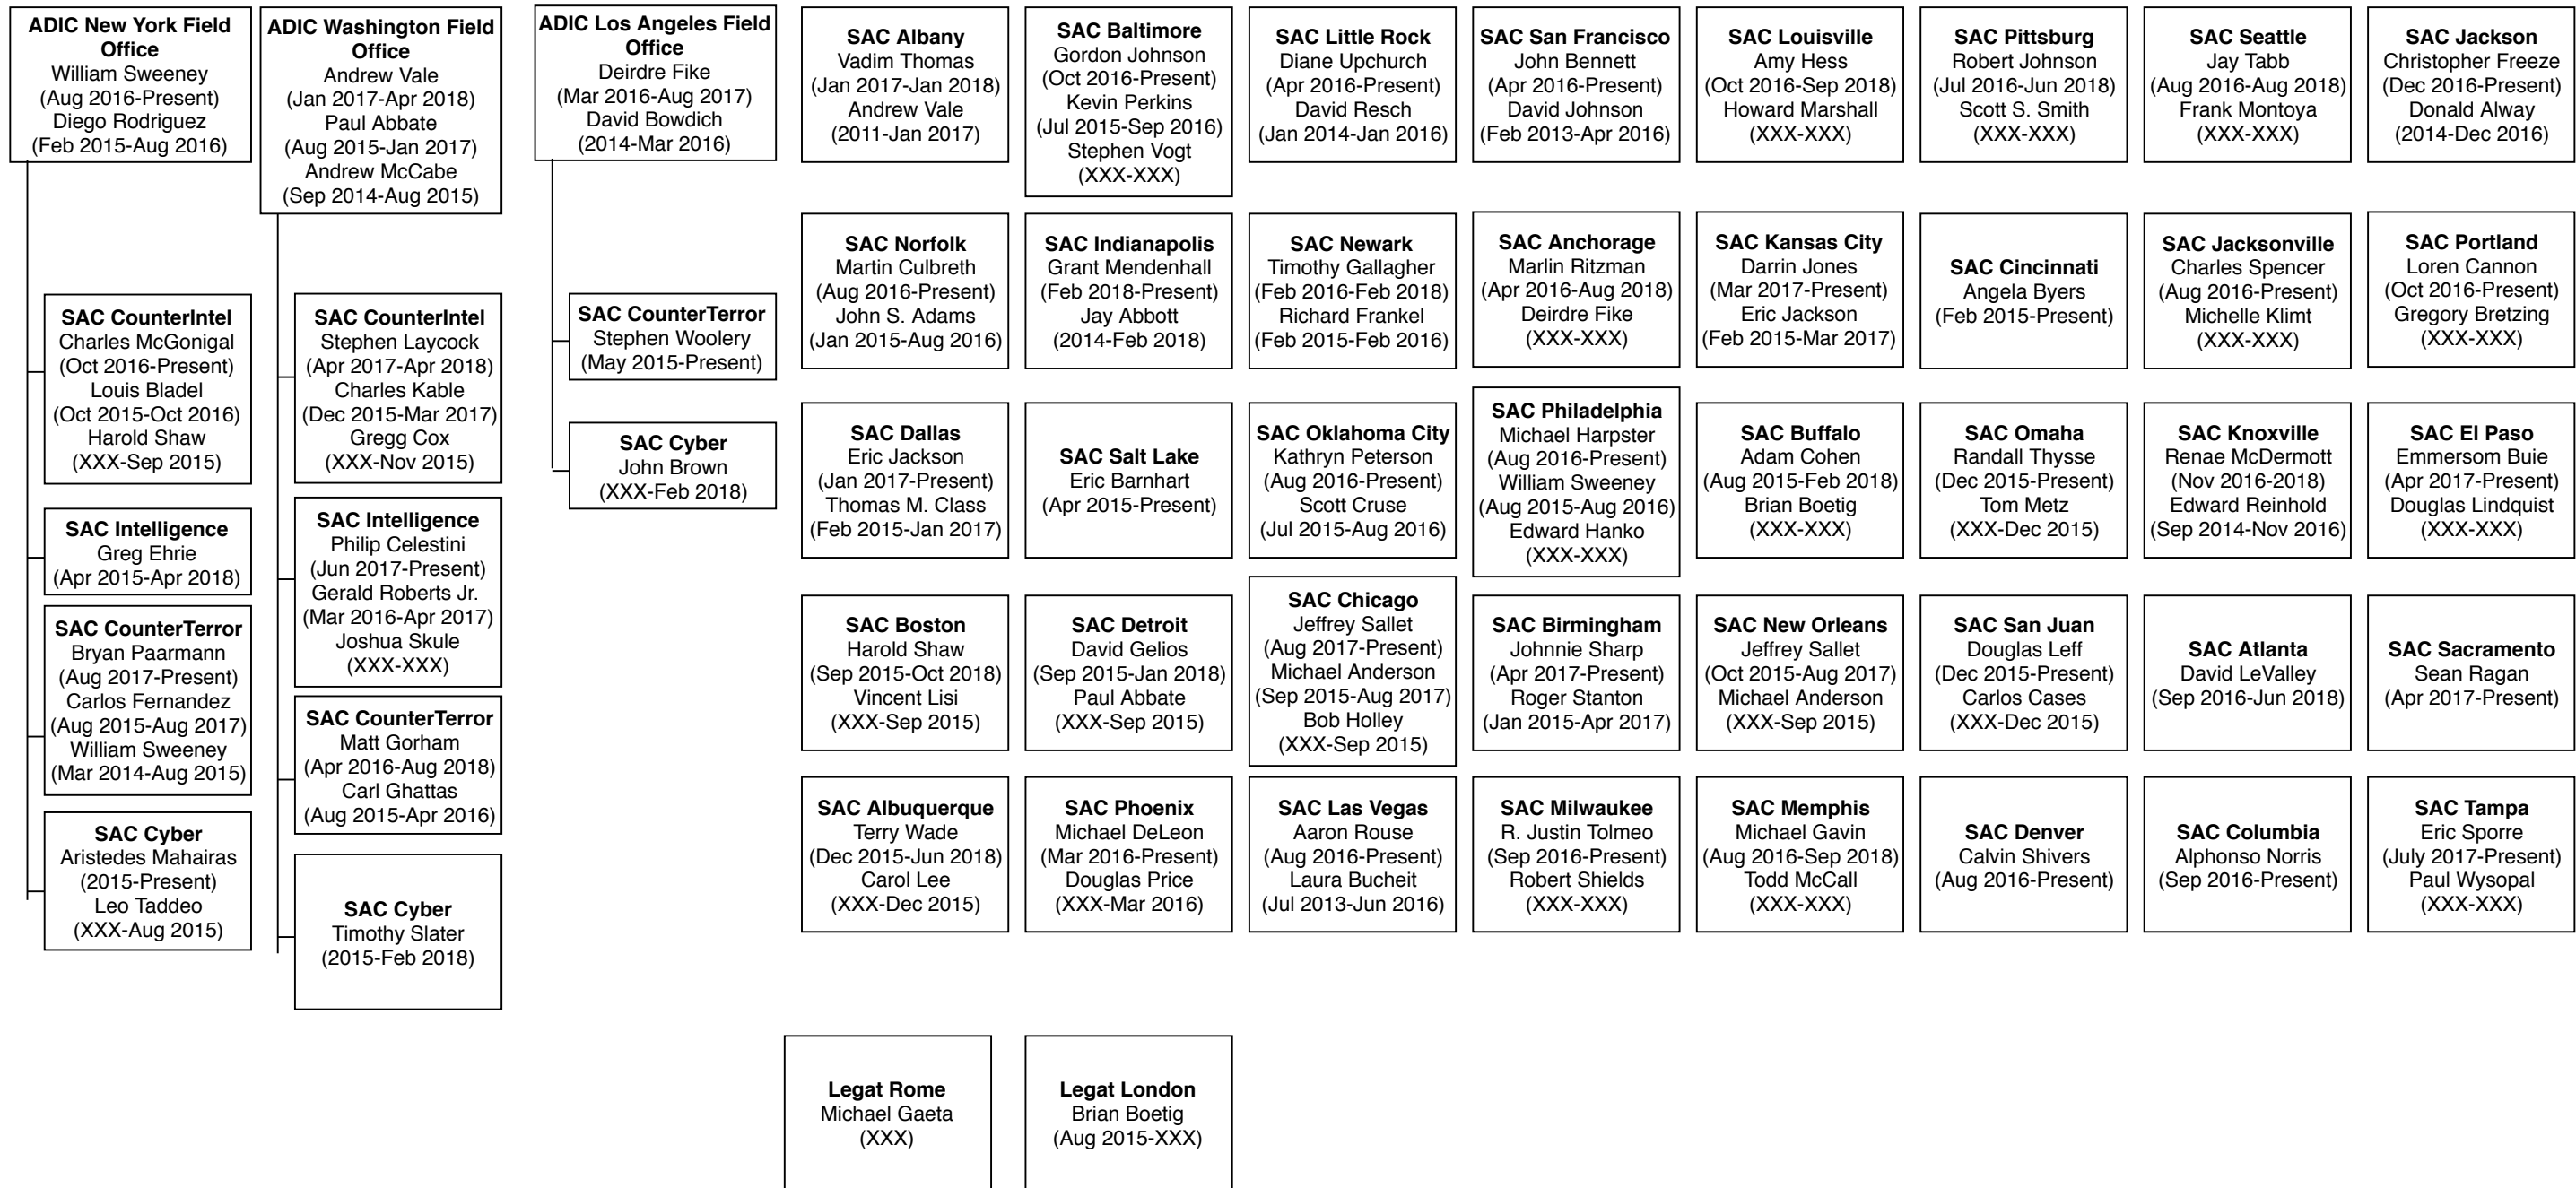 ADIC New York Field
Office
William Sweeney
(Aug 2016-Present)
Diego Rodriguez
(Feb 2015-Aug 2016)
SAC CounterIntel
Charles McGonigal
(Oct 2016-Present)
Louis Bladel
(Oct 2015-Oct 2016)
Harold Shaw
(XXX-Sep 2015)
SAC Intelligence
Greg Ehrie
(Apr 2015-Apr 2018)
SAC CounterTerror
Bryan Paarmann
(Aug 2017-Present)
Carlos Fernandez
(Aug 2015-Aug 2017)
William Sweeney
(Mar 2014-Aug 2015)
SAC Cyber
Aristedes Mahairas
(2015-Present)
Leo Taddeo
(XXX-Aug 2015)
ADIC Washington Field
Office
Andrew Vale
(Jan 2017-Apr 2018)
Paul Abbate
(Aug 2015-Jan 2017)
Andrew McCabe
(Sep 2014-Aug 2015)
SAC CounterIntel
Stephen Laycock
(Apr 2017-Apr 2018)
Charles Kable
(Dec 2015-Mar 2017)
Gregg Cox
(XXX-Nov 2015)
SAC Intelligence
Philip Celestini
(Jun 2017-Present)
Gerald Roberts Jr.
(Mar 2016-Apr 2017)
Joshua Skule
(XXX-XXX)
SAC CounterTerror
Matt Gorham
(Apr 2016-Aug 2018)
Carl Ghattas
(Aug 2015-Apr 2016)
SAC Cyber
Timothy Slater
(2015-Feb 2018)
ADIC Los Angeles Field
Office
Deirdre Fike
(Mar 2016-Aug 2017)
David Bowdich
(2014-Mar 2016)
SAC CounterTerror
Stephen Woolery
(May 2015-Present)
SAC Cyber
John Brown
(XXX-Feb 2018)
SAC Albany
Vadim Thomas
(Jan 2017-Jan 2018)
Andrew Vale
(2011-Jan 2017)
SAC Baltimore
Gordon Johnson
(Oct 2016-Present)
Kevin Perkins
(Jul 2015-Sep 2016)
Stephen Vogt
(XXX-XXX)
SAC Little Rock
Diane Upchurch
(Apr 2016-Present)
David Resch
(Jan 2014-Jan 2016)
SAC San Francisco
John Bennett
(Apr 2016-Present)
David Johnson
(Feb 2013-Apr 2016)
SAC Louisville
Amy Hess
(Oct 2016-Sep 2018)
Howard Marshall
(XXX-XXX)
SAC Pittsburg
Robert Johnson
(Jul 2016-Jun 2018)
Scott S. Smith
(XXX-XXX)
SAC Seattle
Jay Tabb
(Aug 2016-Aug 2018)
Frank Montoya
(XXX-XXX)
SAC Jackson
Christopher Freeze
(Dec 2016-Present)
Donald Alway
(2014-Dec 2016)
SAC Norfolk
Martin Culbreth
(Aug 2016-Present)
John S. Adams
(Jan 2015-Aug 2016)
SAC Indianapolis
Grant Mendenhall
(Feb 2018-Present)
Jay Abbott
(2014-Feb 2018)
SAC Newark
Timothy Gallagher
(Feb 2016-Feb 2018)
Richard Frankel
(Feb 2015-Feb 2016)
SAC Anchorage
Marlin Ritzman
(Apr 2016-Aug 2018)
Deirdre Fike
(XXX-XXX)
SAC Kansas City
Darrin Jones
(Mar 2017-Present)
Eric Jackson
(Feb 2015-Mar 2017)
SAC Cincinnati
Angela Byers
(Feb 2015-Present)
SAC Jacksonville
Charles Spencer
(Aug 2016-Present)
Michelle Klimt
(XXX-XXX)
SAC Portland
Loren Cannon
(Oct 2016-Present)
Gregory Bretzing
(XXX-XXX)
SAC Dallas
Eric Jackson
(Jan 2017-Present)
Thomas M. Class
(Feb 2015-Jan 2017)
SAC Salt Lake
Eric Barnhart
(Apr 2015-Present)
SAC Oklahoma City
Kathryn Peterson
(Aug 2016-Present)
Scott Cruse
(Jul 2015-Aug 2016)
SAC Philadelphia
Michael Harpster
(Aug 2016-Present)
William Sweeney
(Aug 2015-Aug 2016)
Edward Hanko
(XXX-XXX)
SAC Buffalo
Adam Cohen
(Aug 2015-Feb 2018)
Brian Boetig
(XXX-XXX)
SAC Omaha
Randall Thysse
(Dec 2015-Present)
Tom Metz
(XXX-Dec 2015)
SAC Knoxville
Renae McDermott
(Nov 2016-2018)
Edward Reinhold
(Sep 2014-Nov 2016)
SAC El Paso
Emmersom Buie
(Apr 2017-Present)
Douglas Lindquist
(XXX-XXX)
SAC Boston
Harold Shaw
(Sep 2015-Oct 2018)
Vincent Lisi
(XXX-Sep 2015)
SAC Detroit
David Gelios
(Sep 2015-Jan 2018)
Paul Abbate
(XXX-Sep 2015)
SAC Chicago
Jeffrey Sallet
(Aug 2017-Present)
Michael Anderson
(Sep 2015-Aug 2017)
Bob Holley
(XXX-Sep 2015)
SAC Birmingham
Johnnie Sharp
(Apr 2017-Present)
Roger Stanton
(Jan 2015-Apr 2017)
SAC New Orleans
Jeffrey Sallet
(Oct 2015-Aug 2017)
Michael Anderson
(XXX-Sep 2015)
SAC San Juan
Douglas Leff
(Dec 2015-Present)
Carlos Cases
(XXX-Dec 2015)
SAC Atlanta
David LeValley
(Sep 2016-Jun 2018)
SAC Sacramento
Sean Ragan
(Apr 2017-Present)
SAC Albuquerque
Terry Wade
(Dec 2015-Jun 2018)
Carol Lee
(XXX-Dec 2015)
SAC Phoenix
Michael DeLeon
(Mar 2016-Present)
Douglas Price
(XXX-Mar 2016)
SAC Las Vegas
Aaron Rouse
(Aug 2016-Present)
Laura Bucheit
(Jul 2013-Jun 2016)
SAC Milwaukee
R. Justin Tolmeo
(Sep 2016-Present)
Robert Shields
(XXX-XXX)
SAC Memphis
Michael Gavin
(Aug 2016-Sep 2018)
Todd McCall
(XXX-XXX)
SAC Denver
Calvin Shivers
(Aug 2016-Present)
SAC Columbia
Alphonso Norris
(Sep 2016-Present)
SAC Tampa
Eric Sporre
(July 2017-Present)
Paul Wysopal
(XXX-XXX)
Legat Rome
Michael Gaeta
(XXX)
Legat London
Brian Boetig
(Aug 2015-XXX)